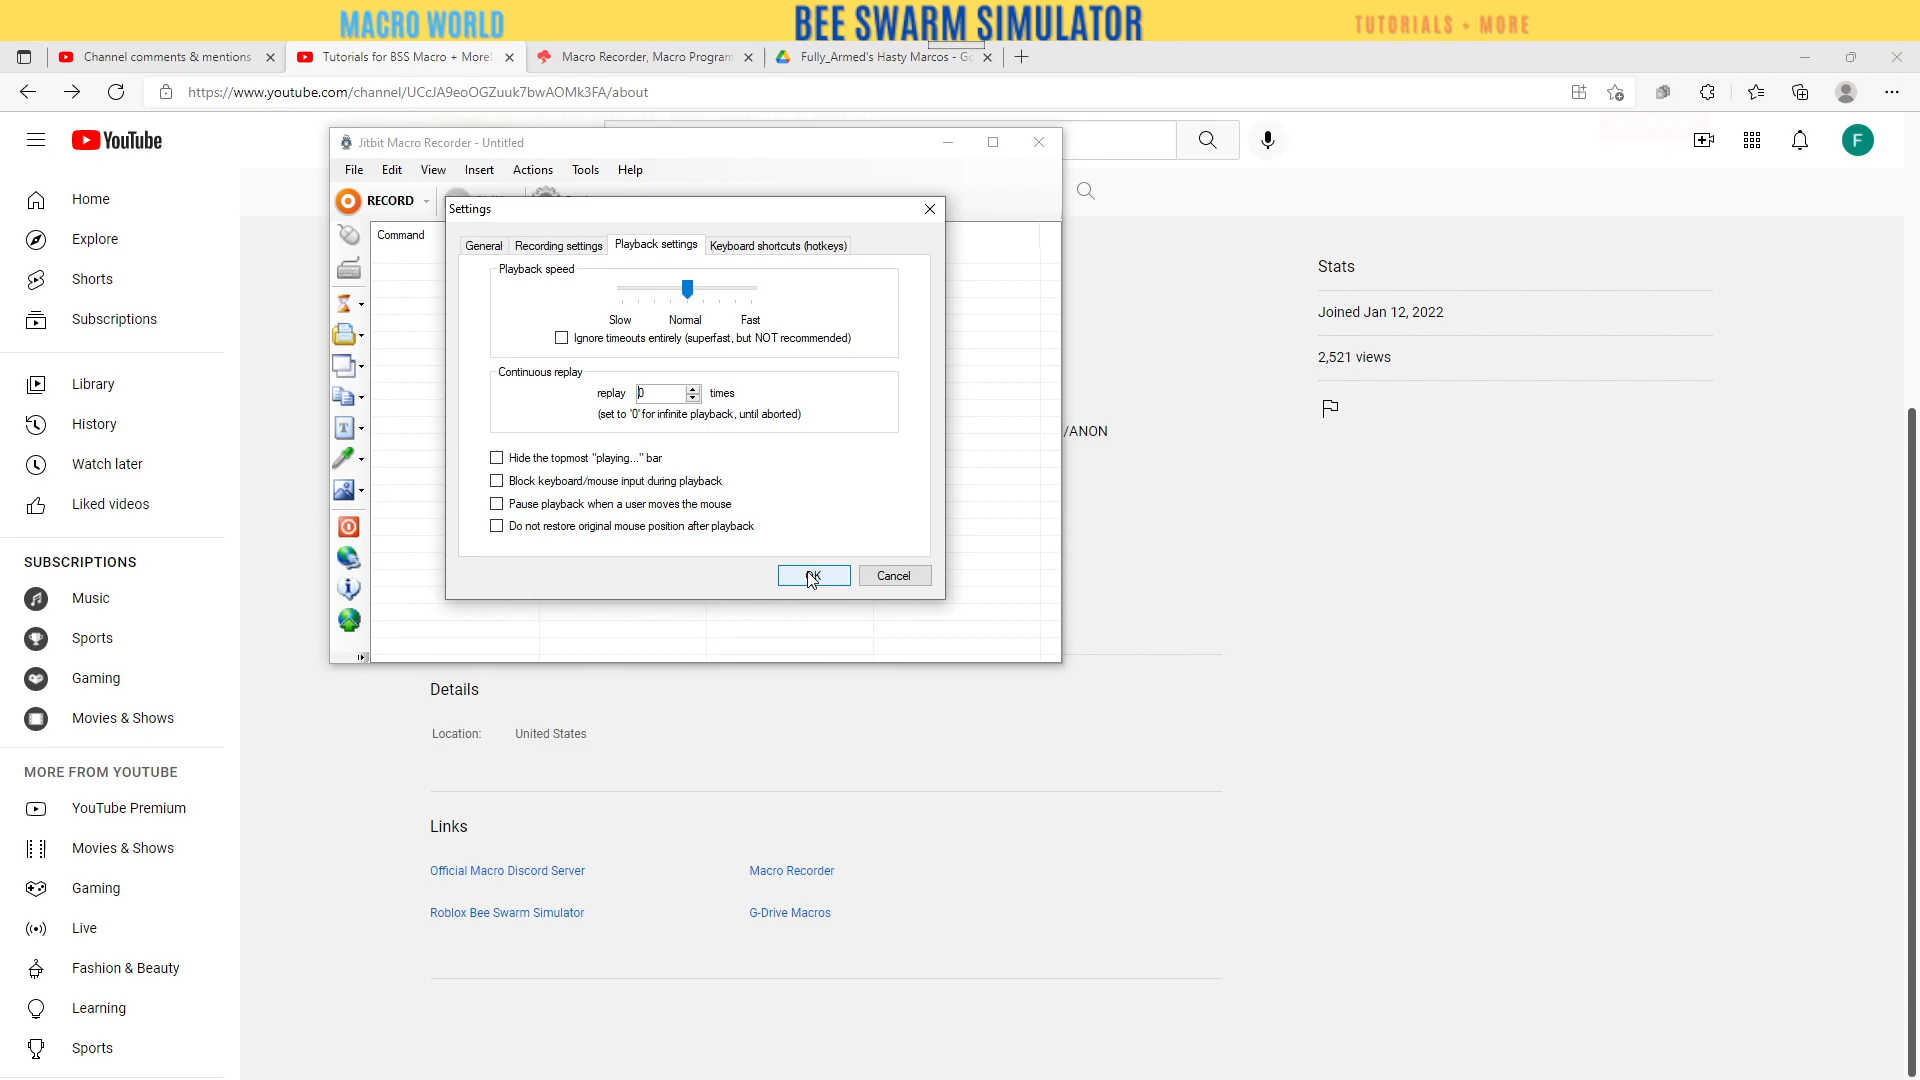 MACRO WORLD
BEE SWARM SIMULATOR
TUTORIALS + MORE
Channel comments & mentions
Tutorials for BSS Macro + More!
Macro Recorder, Macro Program
Fully_Armed's Hasty Marcos - Go
https://www.youtube.com/channel/UCcJA9eoOGZuuk7bwAOMk3FA/about
YouTube
F
Home
Explore
Shorts
Subscriptions
Library
History
Watch later
Liked videos
SUBSCRIPTIONS
Music
Sports
Gaming
Movies & Shows
MORE FROM YOUTUBE
YouTube Premium
Movies & Shows
Gaming
Live
Fashion & Beauty
Learning
Sports
Jitbit Macro Recorder - Untitled
File Edit View Insert Actions Tools Help
RECORD
Command
Settings
General Recording settings Playback settings Keyboard shortcuts (hotkeys)
Playback speed
Slow Normal Fast
Ignore timeouts entirely (superfast, but NOT recommended)
Continuous replay
replay 0 times
(set to '0' for infinite playback, until aborted)
Hide the topmost "playing..." bar
Block keyboard/mouse input during playback
Pause playback when a user moves the mouse
Do not restore original mouse position after playback
OK Cancel
/ANON
Stats
Joined Jan 12, 2022
2,521 views
Details
Location: United States
Links
Official Macro Discord Server Macro Recorder
Roblox Bee Swarm Simulator G-Drive Macros